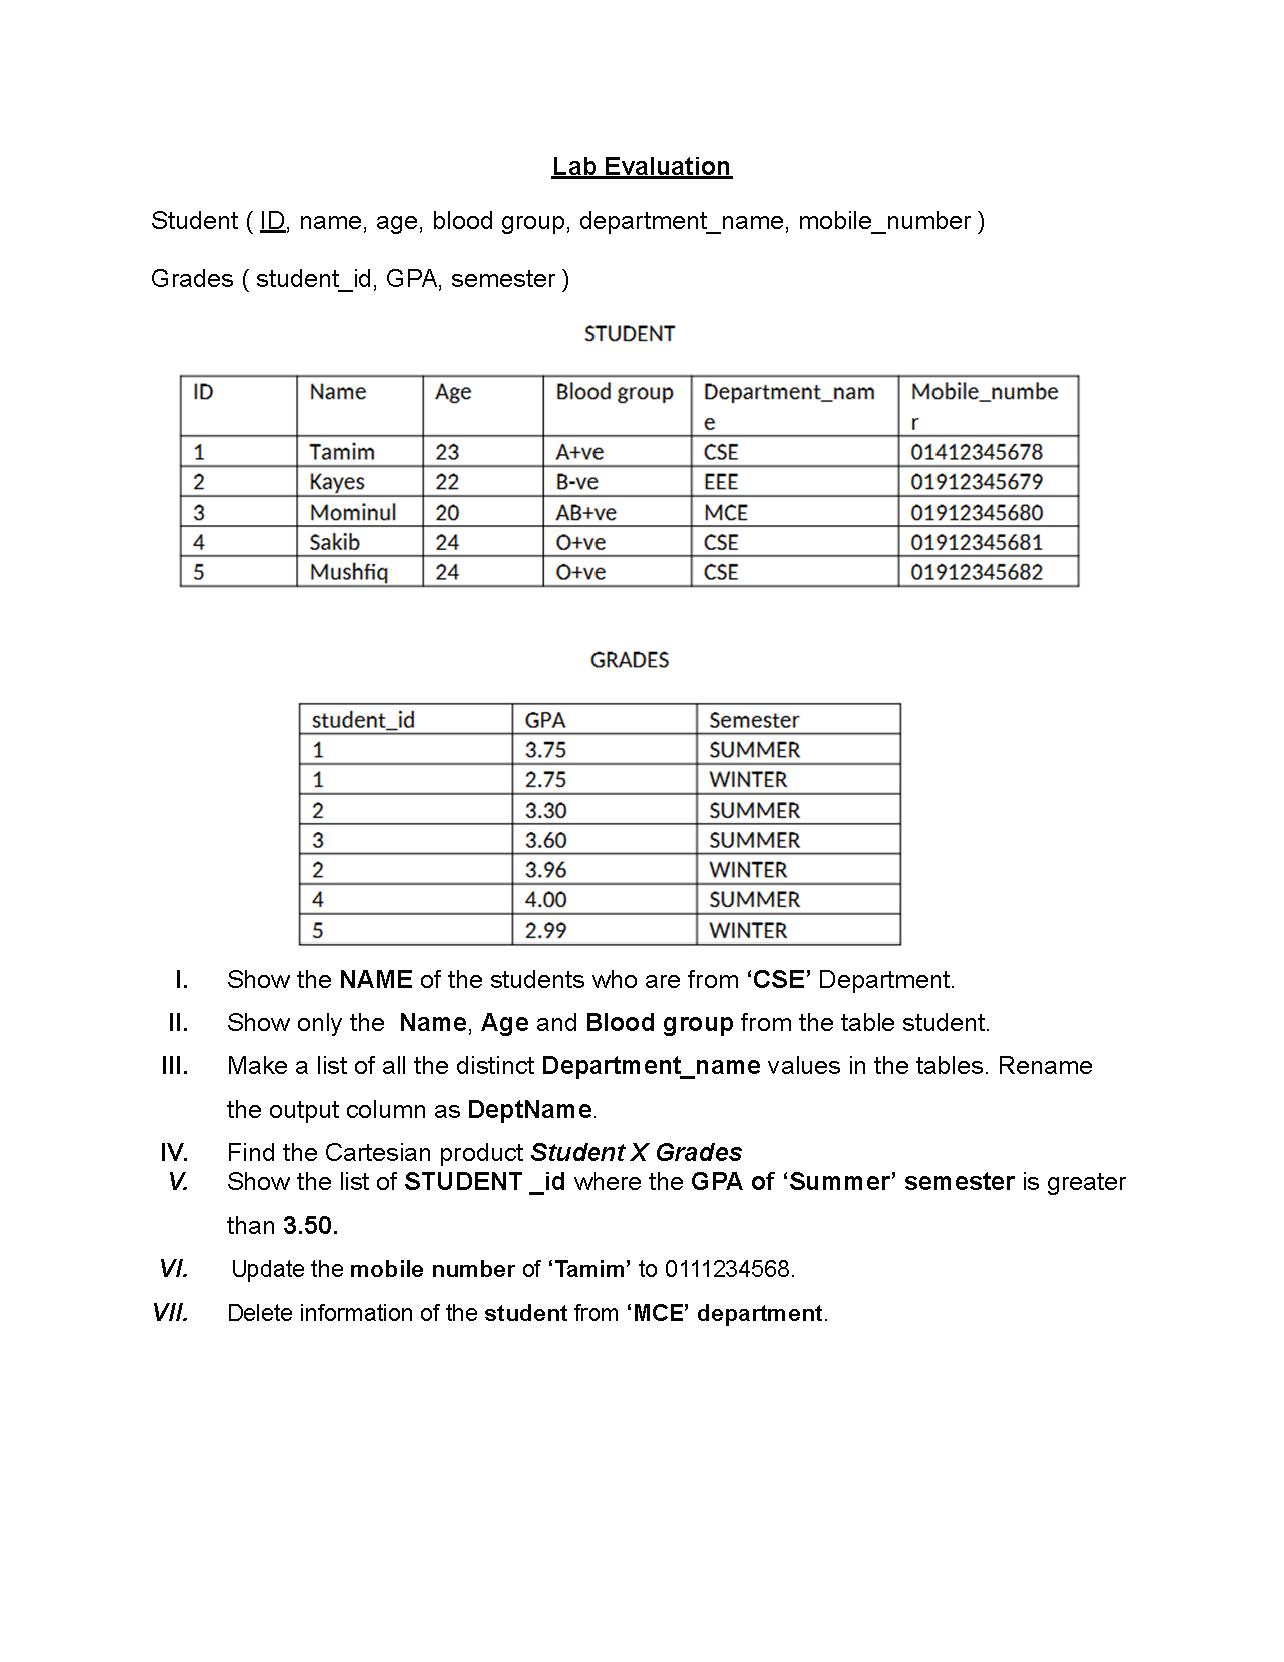 Lab Evaluation
Student ( ID, name, age, blood group, department_name, mobile_number )
Grades ( student_id, GPA, semester )
STUDENT
ID Name Age Blood group Department_nam Mobile_numbe
e r
1 Tamim 23 A+ve CSE 01412345678
2 Kayes 22 B-ve EEE 01912345679
3 Mominul 20 AB+ve MCE 01912345680
4 Sakib 24 O+ve CSE 01912345681
5 Mushfiq 24 O+ve CSE 01912345682
GRADES
student_id GPA Semester
1 3.75 SUMMER
1 2.75 WINTER
2 3.30 SUMMER
3 3.60 SUMMER
2 3.96 WINTER
4 4.00 SUMMER
5 2.99 WINTER
I. Show the NAME of the students who are from ‘CSE’ Department.
II. Show only the Name, Age and Blood group from the table student.
III. Make a list of all the distinct Department_name values in the tables. Rename
the output column as DeptName.
IV. Find the Cartesian product Student X Grades
V. Show the list of STUDENT _id where the GPA of ‘Summer’ semester is greater
than 3.50.
VI. Update the mobile number of ‘Tamim’ to 0111234568.
VII. Delete information of the student from ‘MCE’ department.